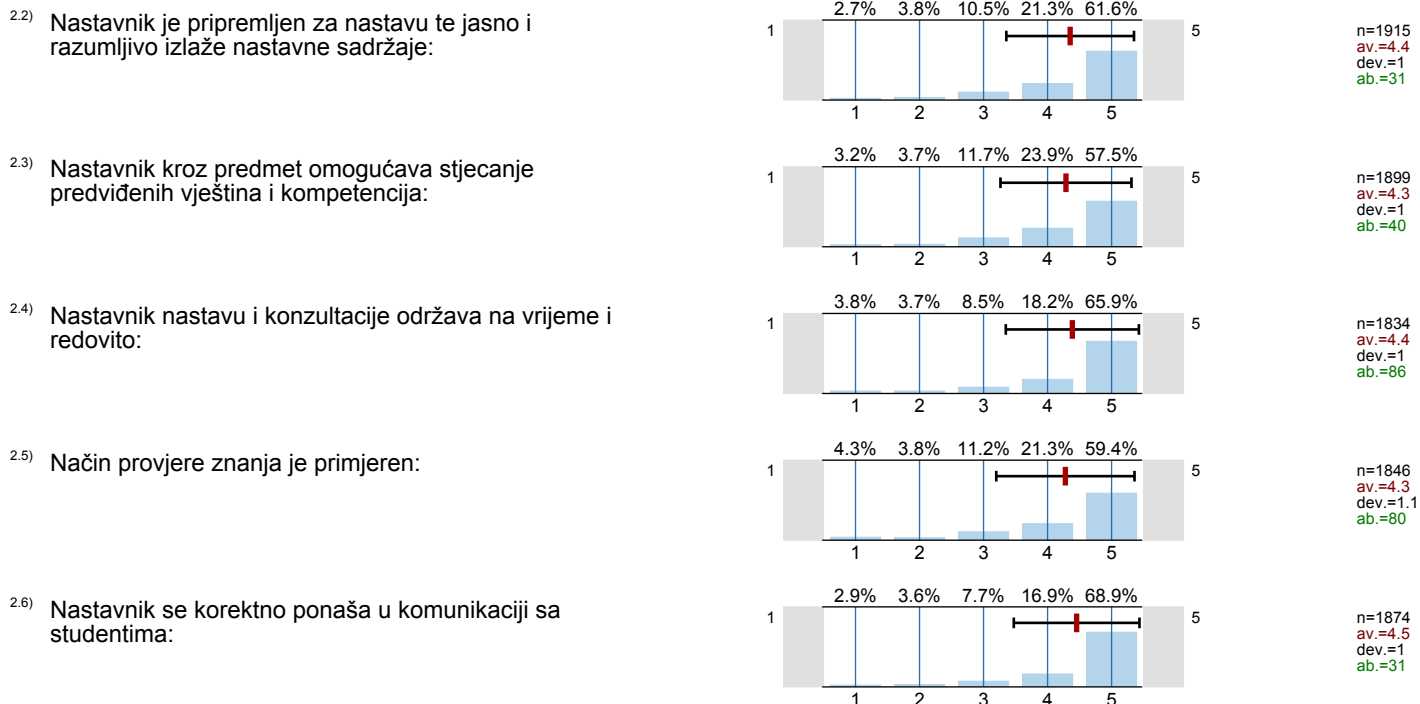 2.2) Nastavnik je pripremljen za nastavu te jasno i
razumljivo izlaže nastavne sadržaje:
2.7% 3.8% 10.5% 21.3% 61.6%
1 5
1 2 3 4 5
n=1915
av.=4.4
dev.=1
ab.=31
2.3) Nastavnik kroz predmet omogućava stjecanje
predviđenih vještina i kompetencija:
3.2% 3.7% 11.7% 23.9% 57.5%
1 5
1 2 3 4 5
n=1899
av.=4.3
dev.=1
ab.=40
2.4) Nastavnik nastavu i konzultacije održava na vrijeme i
redovito:
3.8% 3.7% 8.5% 18.2% 65.9%
1 5
1 2 3 4 5
n=1834
av.=4.4
dev.=1
ab.=86
2.5) Način provjere znanja je primjeren:
4.3% 3.8% 11.2% 21.3% 59.4%
1 5
1 2 3 4 5
n=1846
av.=4.3
dev.=1.1
ab.=80
2.6) Nastavnik se korektno ponaša u komunikaciji sa
studentima:
2.9% 3.6% 7.7% 16.9% 68.9%
1 5
1 2 3 4 5
n=1874
av.=4.5
dev.=1
ab.=31